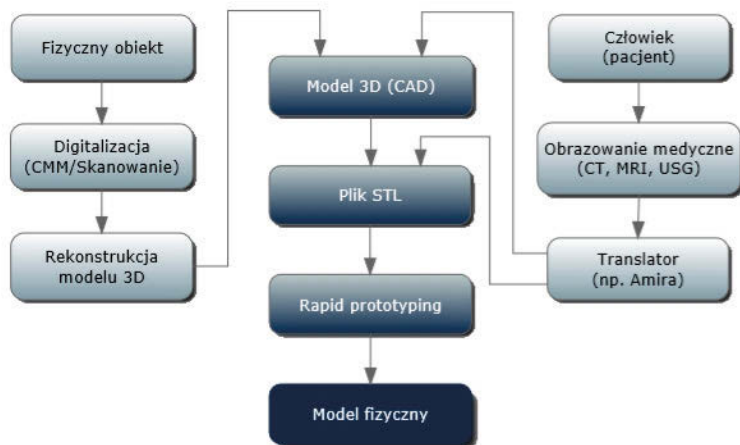 Fizyczny obiekt
Digitalizacja
(CMM/Skanowanie)
Rekonstrukcja
modelu 3D
Model 3D (CAD)
Plik STL
Rapid prototyping
Model fizyczny
Człowiek
(pacjent)
Obrazowanie medyczne
(CT, MRI, USG)
Translator
(np. Amira)